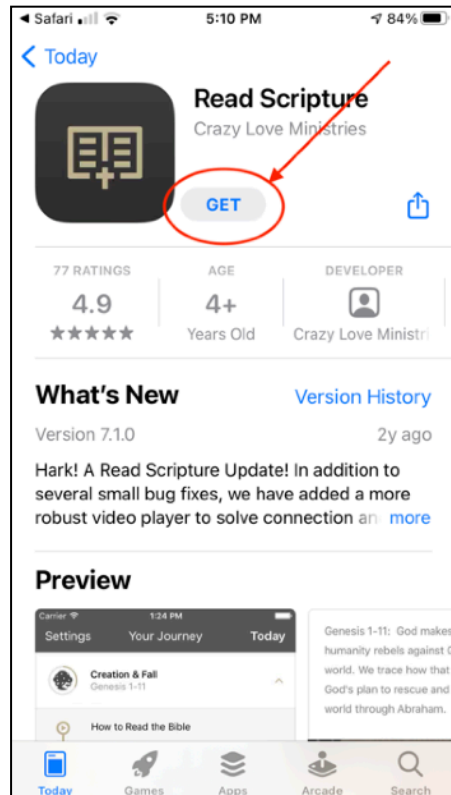 Safari 5:10 PM 84%
Today
Read Scripture
Crazy Love Ministries
GET
77 RATINGS AGE DEVELOPER
4.9 4+
Years Old Crazy Love Ministri
What's New Version History
Version 7.1.0 2y ago
Hark! A Read Scripture Update! In addition to
several small bug fixes, we have added a more
robust video player to solve connection an more
Preview
Carrier 1:24 PM
Settings Your Journey Today
Creation & Fall
Genesis 1-11
How to Read the Bible
Genesis 1-11: God makes
humanity rebels against
world. We trace how that
God's plan to rescue and
world through Abraham.
Today Games Apps Arcade Search